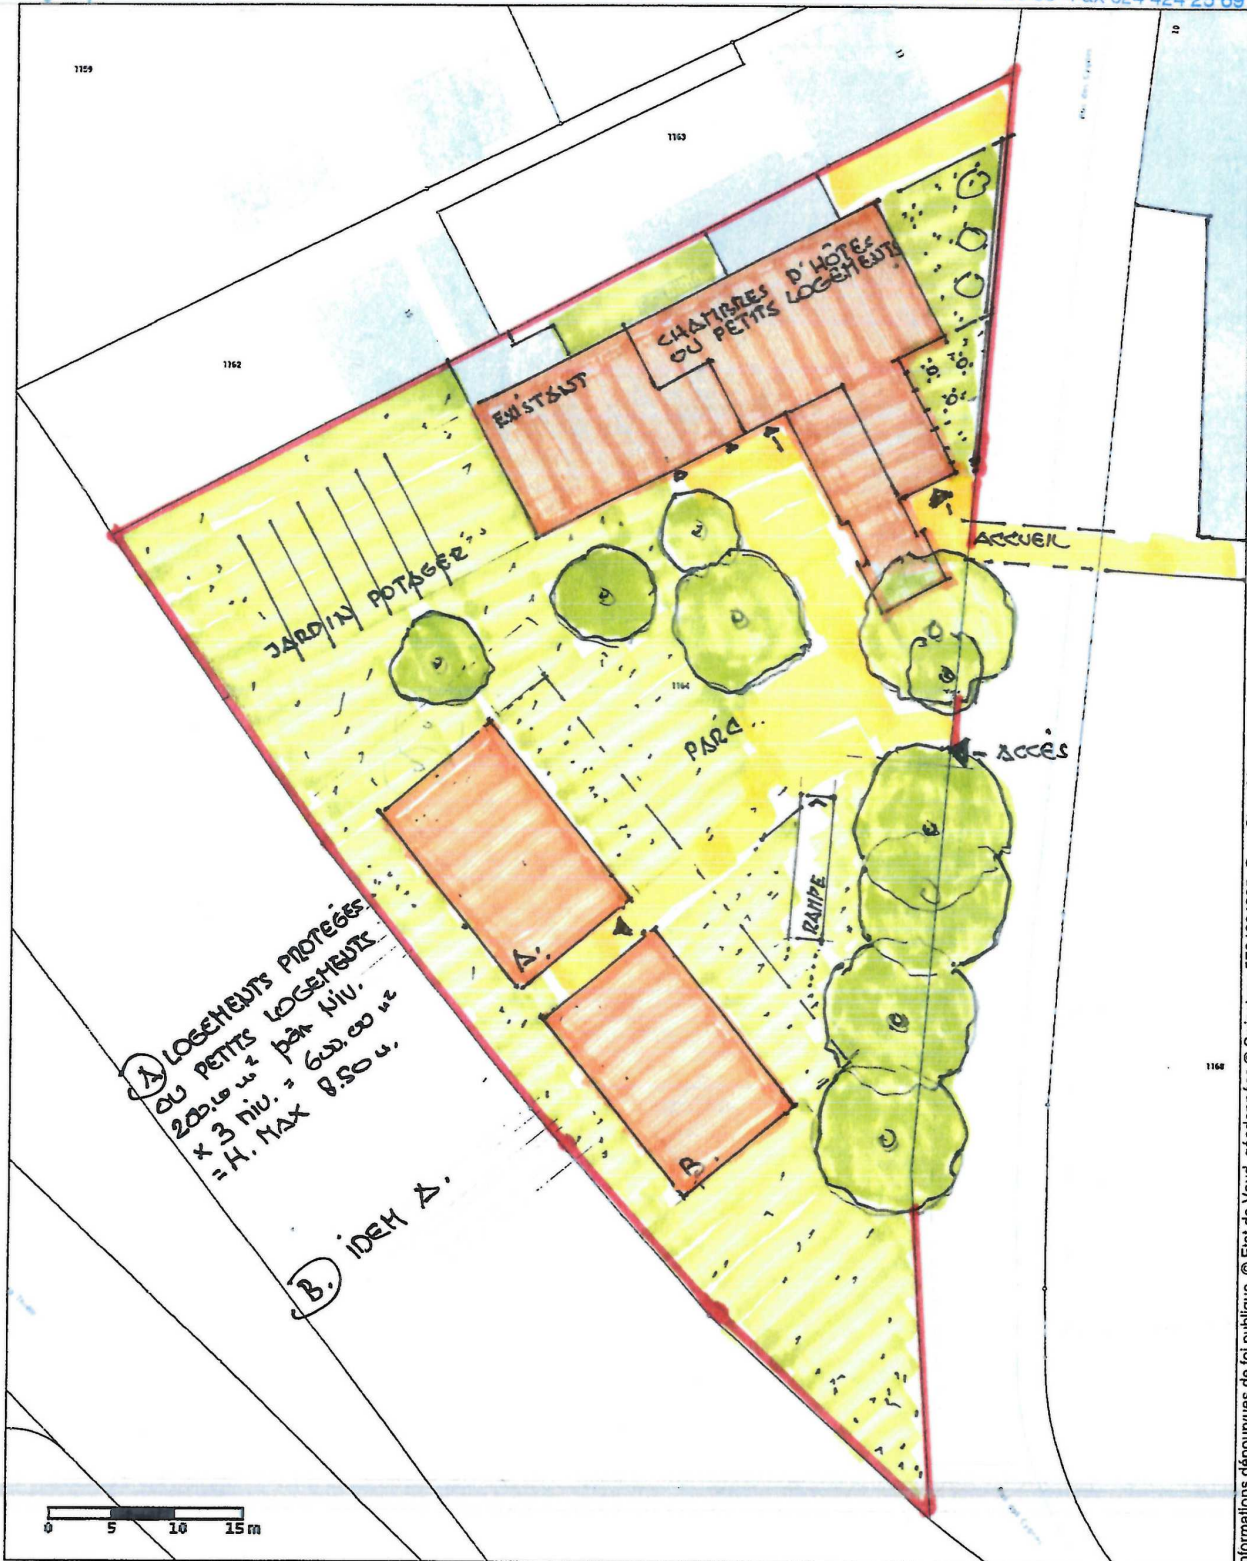 1159
1163
1162
CHAMBRES D'HÔTES
OU PETITS LOGEMENTS
EXISTANT
ACCUEIL
JARDIN POTAGER
1164
PARC
ACCÈS
RAMPE
A.
B.
A LOGEMENTS PROTÉGÉS
OU PETITS LOGEMENTS
200.00 m² par NIV.
x 3 NIV. = 600.00 m²
= H. MAX 8.50 m.
B. IDEM A.
1168
0 5 10 15 m